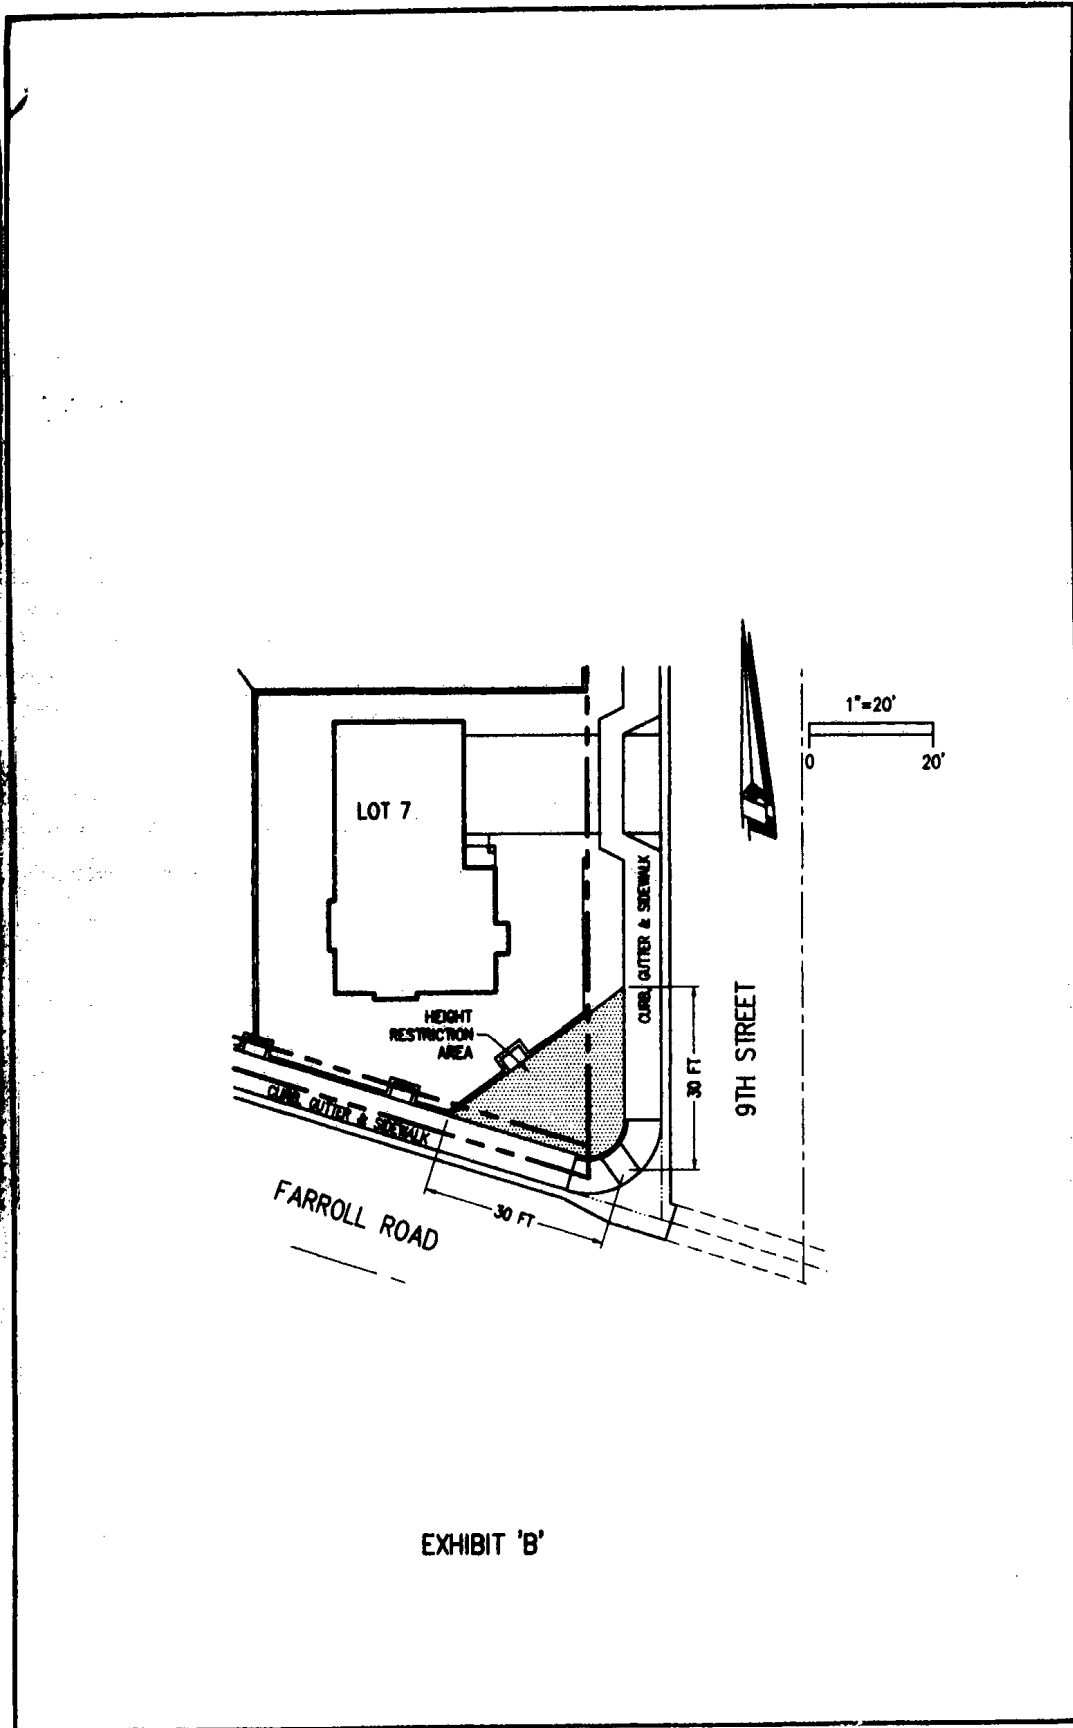 1"=20'
0 20'
LOT 7
CURB, GUTTER & SIDEWALK
HEIGHT
RESTRICTION
AREA
9TH STREET
30 FT
CURB, GUTTER & SIDEWALK
FARROLL ROAD
30 FT
EXHIBIT 'B'